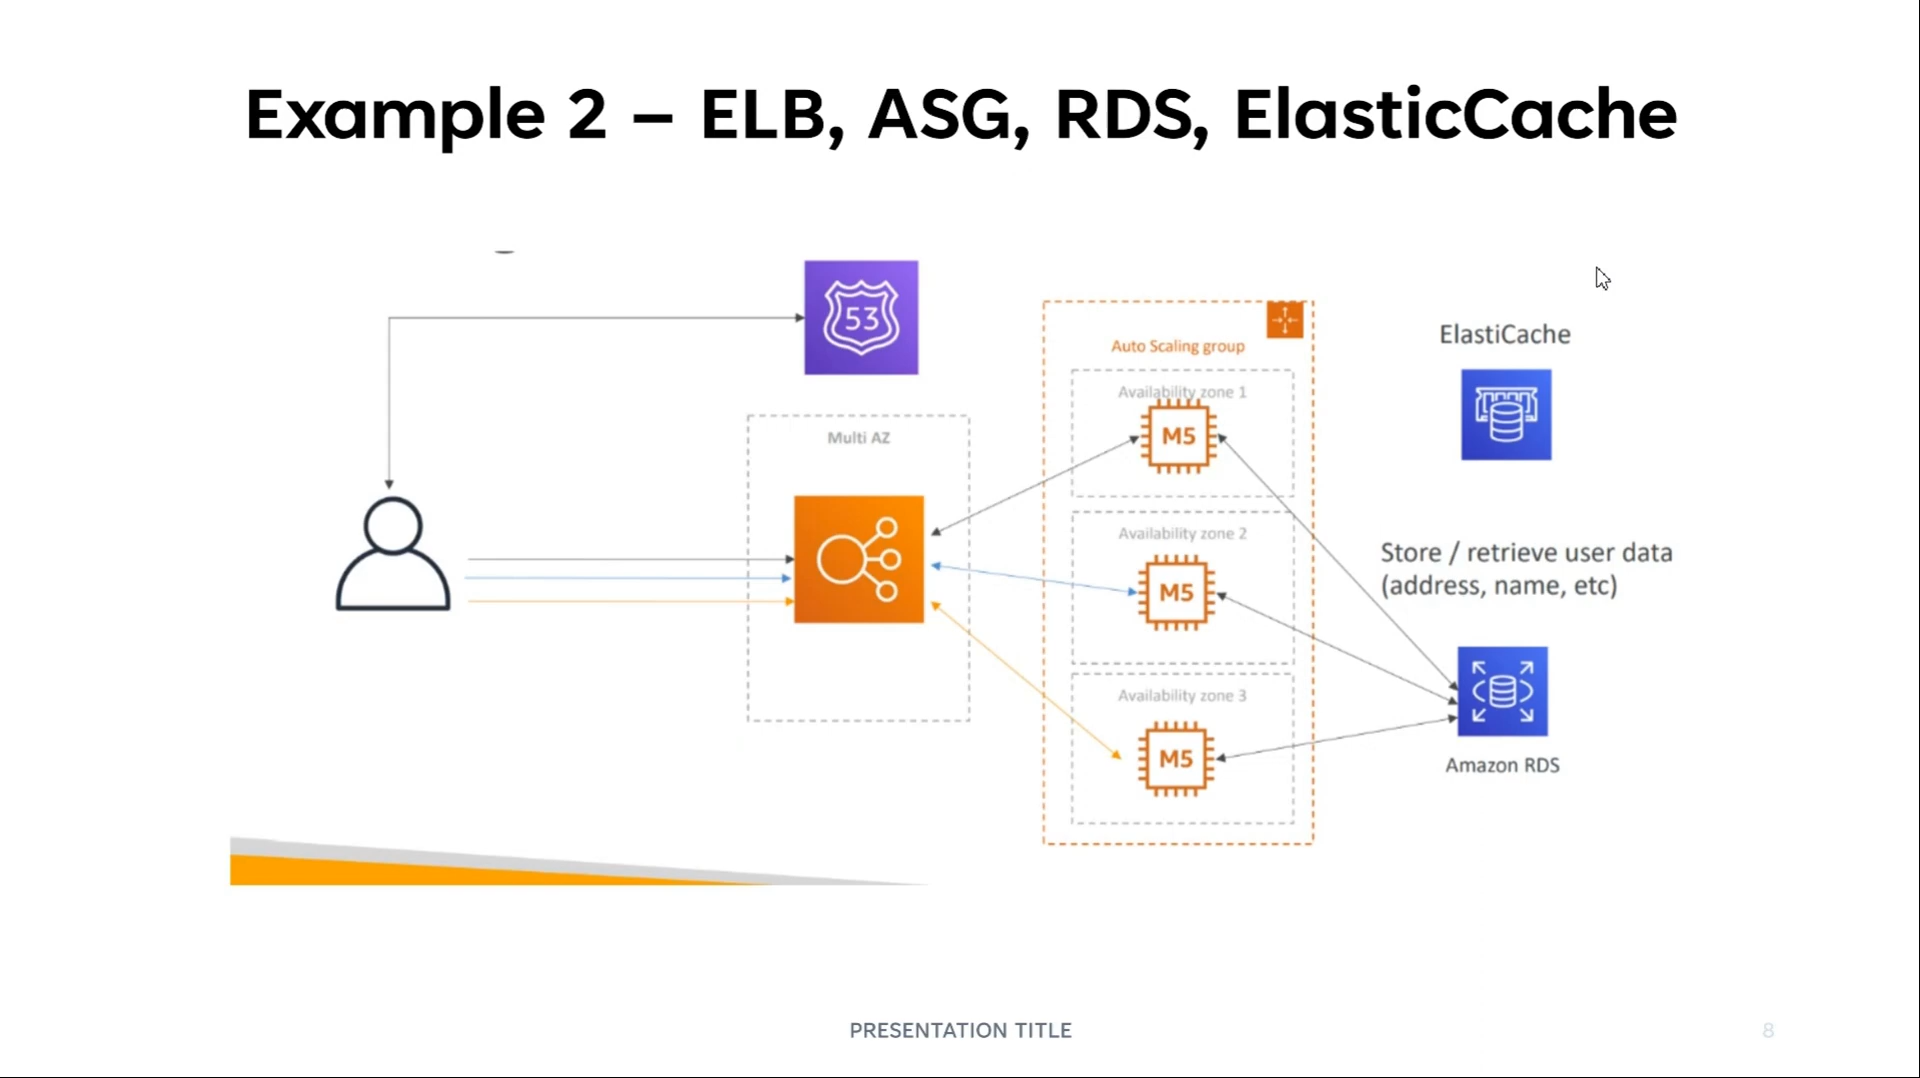 Example 2 – ELB, ASG, RDS, ElasticCache
53
Multi AZ
Auto Scaling group
Availability zone 1
M5
Availability zone 2
M5
Availability zone 3
M5
ElastiCache
Store / retrieve user data
(address, name, etc)
Amazon RDS
PRESENTATION TITLE
8